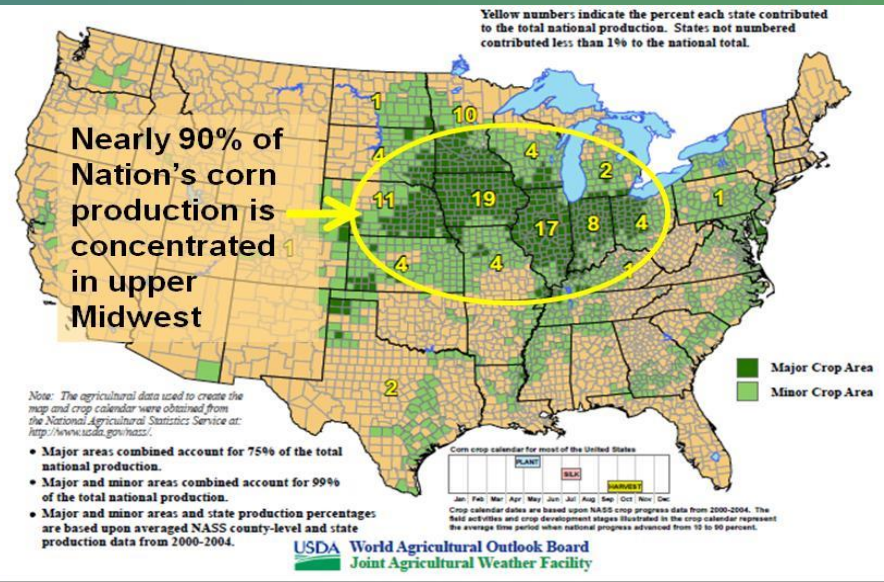 Yellow numbers indicate the percent each state contributed
to the total national production. States not numbered
contributed less than 1% to the national total.
Nearly 90% of
Nation's corn
production is
concentrated
in upper
Midwest
1
10
4
4
2
11
19
17
8
4
1
1
4
4
2
Major Crop Area
Minor Crop Area
Note: The agricultural data used to create the
map and crop calendar were obtained from
the National Agricultural Statistics Service at:
http://www.usda.gov/nass/.
• Major areas combined account for 75% of the total
national production.
• Major and minor areas combined account for 99%
of the total national production.
• Major and minor areas and state production percentages
are based upon averaged NASS county-level and state
production data from 2000-2004.
Corn crop calendar for most of the United States
PLANT
SILK
HARVEST
Jan Feb Mar Apr May Jun Jul Aug Sep Oct Nov Dec
Crop calendar dates are based upon NASS crop progress data from 2000-2004. The
field activities and crop development stages illustrated in the crop calendar represent
the average time period when national progress advanced from 10 to 90 percent.
USDA World Agricultural Outlook Board
Joint Agricultural Weather Facility